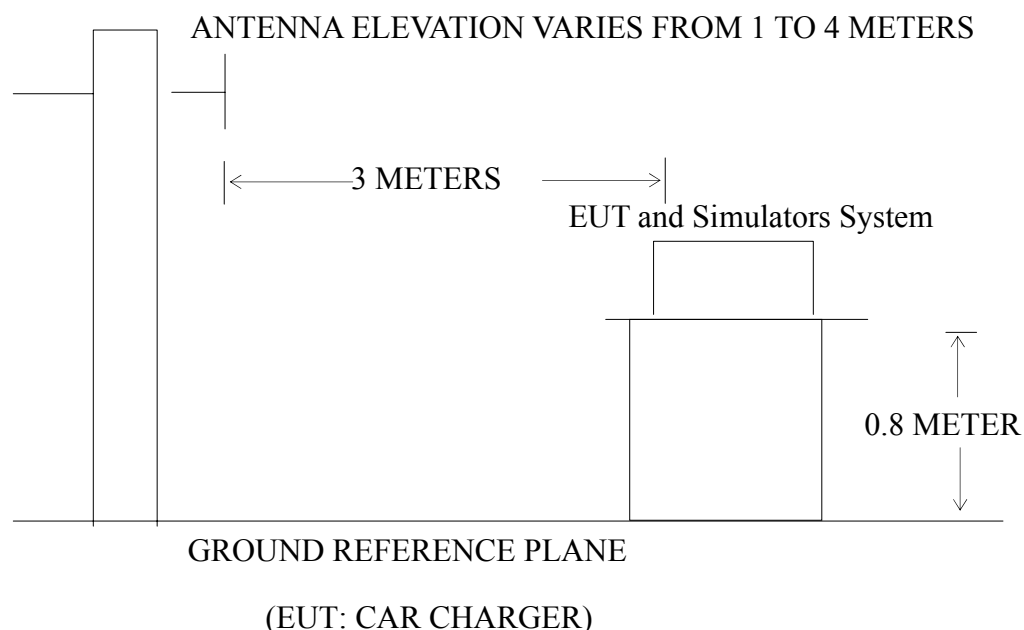 ANTENNA ELEVATION VARIES FROM 1 TO 4 METERS
3 METERS
EUT and Simulators System
0.8 METER
GROUND REFERENCE PLANE
(EUT: CAR CHARGER)